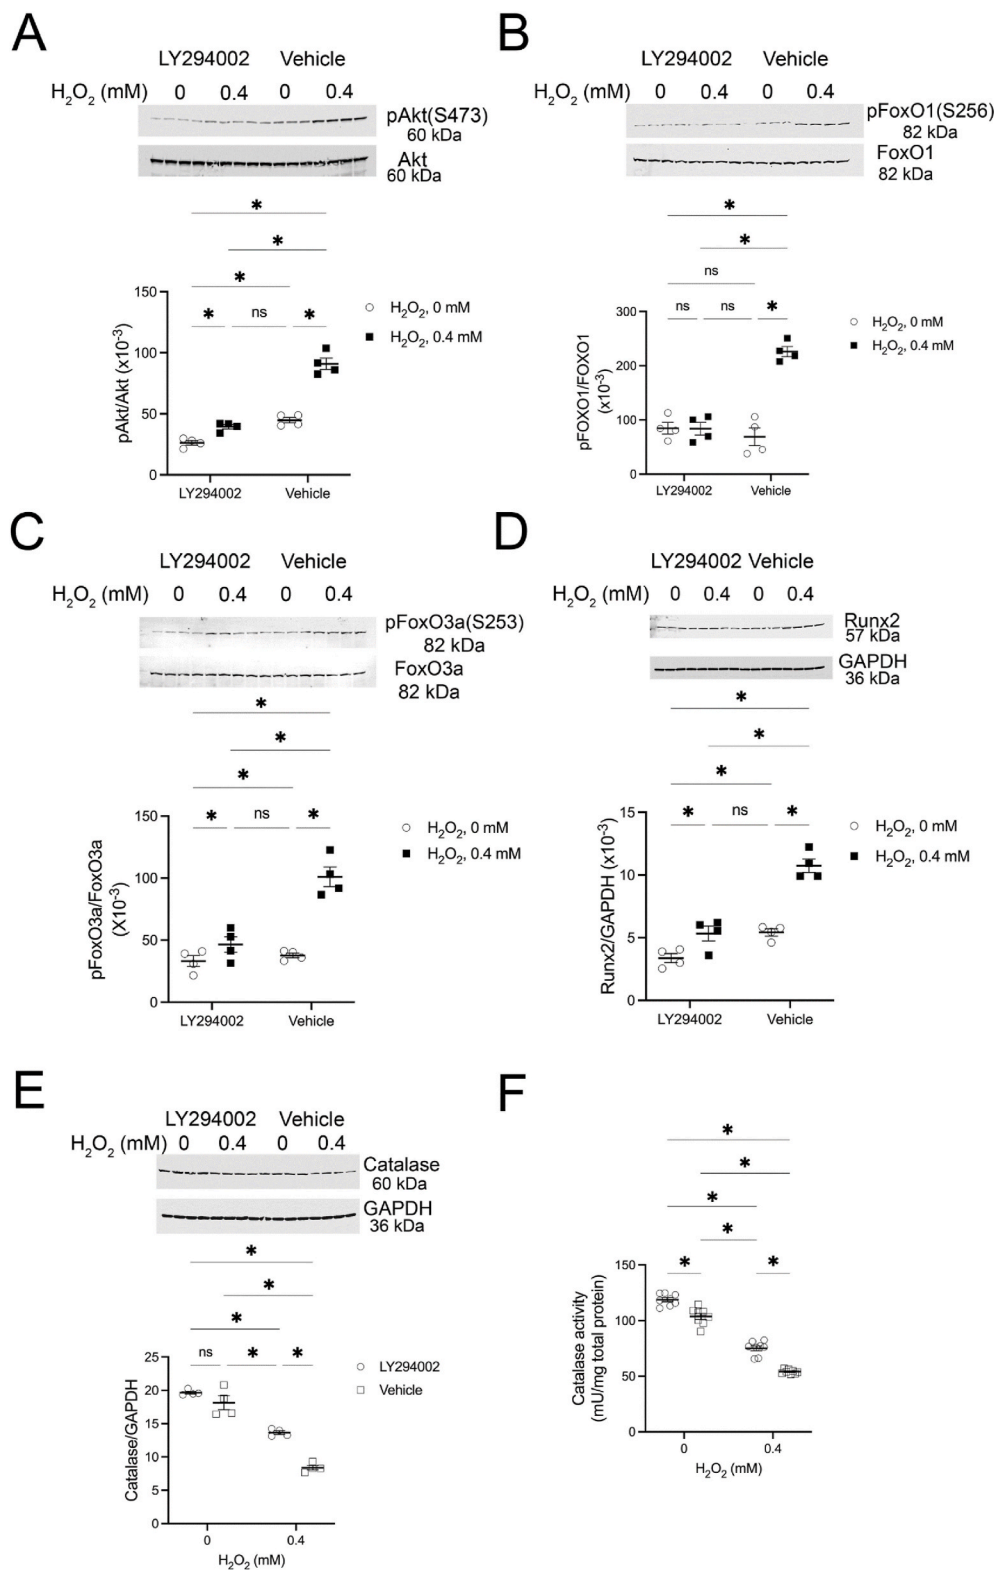 A
LY294002 Vehicle
H₂O₂ (mM) 0 0.4 0 0.4
pAkt(S473)
60 kDa
Akt
60 kDa
*
*
*
* ns *
150
100
50
0
pAkt/Akt (x10⁻³)
LY294002 Vehicle
H₂O₂, 0 mM
H₂O₂, 0.4 mM
B
LY294002 Vehicle
H₂O₂ (mM) 0 0.4 0 0.4
pFoxO1(S256)
82 kDa
FoxO1
82 kDa
*
*
ns
ns ns *
300
200
100
0
pFOXO1/FOXO1
(x10⁻³)
LY294002 Vehicle
H₂O₂, 0 mM
H₂O₂, 0.4 mM
C
LY294002 Vehicle
H₂O₂ (mM) 0 0.4 0 0.4
pFoxO3a(S253)
82 kDa
FoxO3a
82 kDa
*
*
*
* ns *
150
100
50
0
pFoxO3a/FoxO3a
(X10⁻³)
LY294002 Vehicle
H₂O₂, 0 mM
H₂O₂, 0.4 mM
D
LY294002 Vehicle
H₂O₂ (mM) 0 0.4 0 0.4
Runx2
57 kDa
GAPDH
36 kDa
*
*
*
* ns *
15
10
5
0
Runx2/GAPDH (x10⁻³)
LY294002 Vehicle
H₂O₂, 0 mM
H₂O₂, 0.4 mM
E
LY294002 Vehicle
H₂O₂ (mM) 0 0.4 0 0.4
Catalase
60 kDa
GAPDH
36 kDa
*
*
*
ns * *
25
20
15
10
5
0
Catalase/GAPDH
0 0.4
H₂O₂ (mM)
LY294002
Vehicle
F
*
*
*
*
* *
150
100
50
0
Catalase activity
(mU/mg total protein)
0 0.4
H₂O₂ (mM)